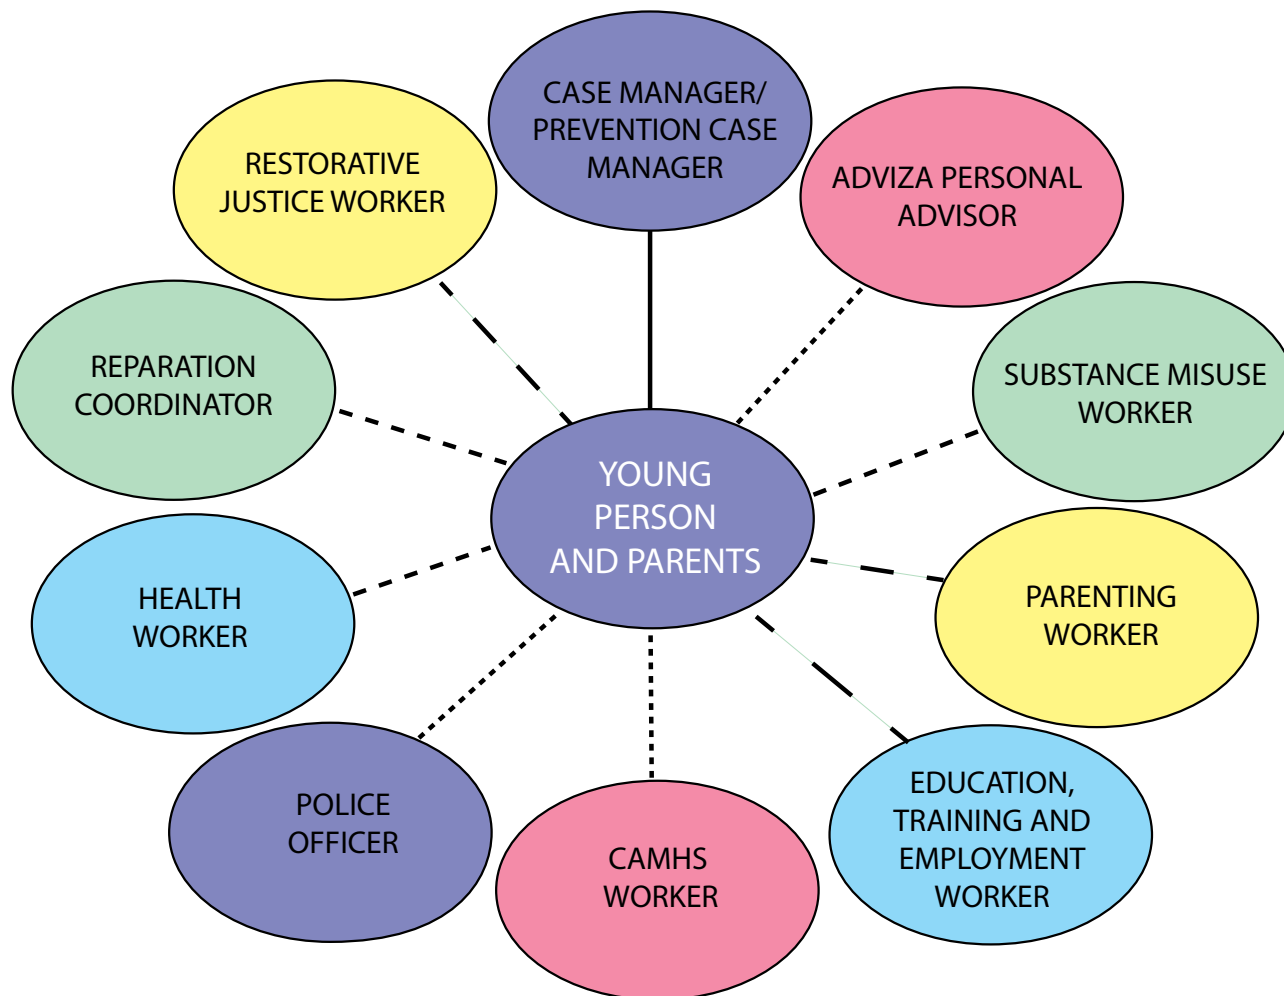 CASE MANAGER/
PREVENTION CASE
MANAGER
RESTORATIVE
JUSTICE WORKER
ADVIZA PERSONAL
ADVISOR
REPARATION
COORDINATOR
SUBSTANCE MISUSE
WORKER
YOUNG
PERSON
AND PARENTS
HEALTH
WORKER
PARENTING
WORKER
POLICE
OFFICER
CAMHS
WORKER
EDUCATION,
TRAINING AND
EMPLOYMENT
WORKER